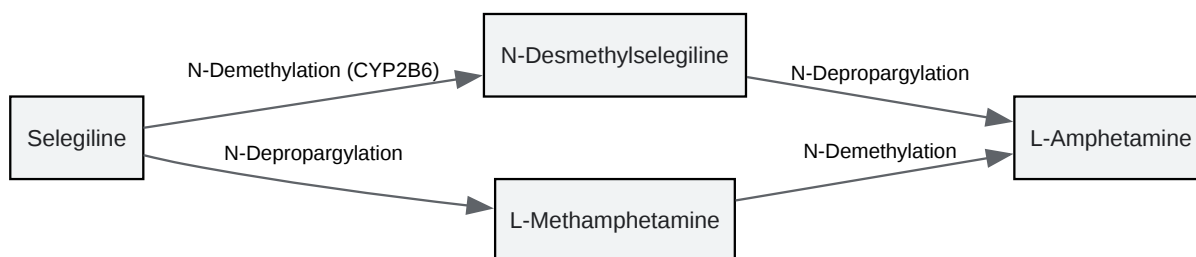 N-Desmethylselegiline
N-Demethylation (CYP2B6)
N-Depropargylation
Selegiline
L-Amphetamine
N-Depropargylation
N-Demethylation
L-Methamphetamine